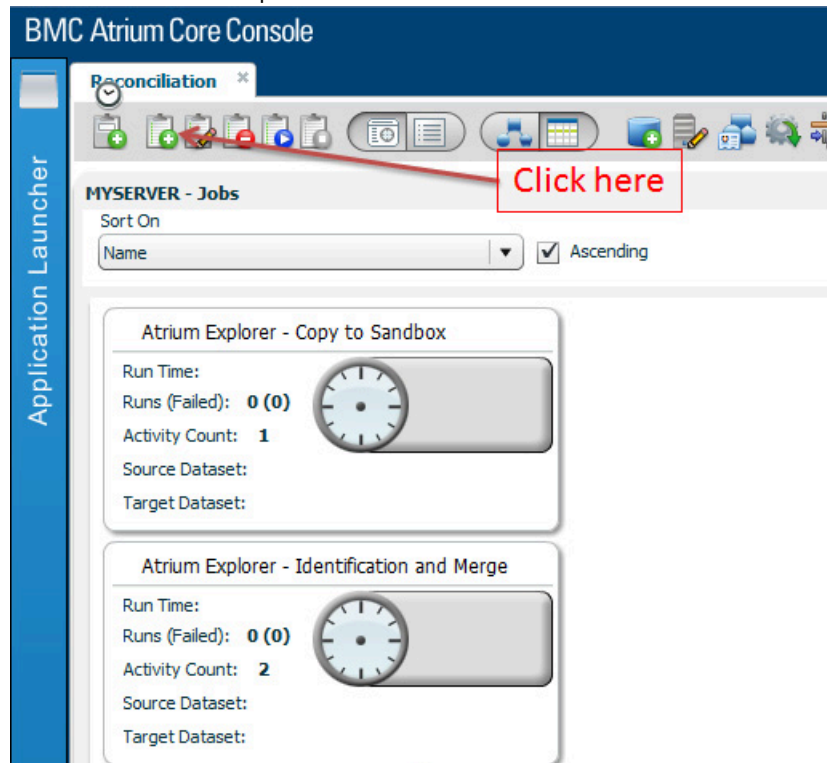 BMC Atrium Core Console
Reconciliation
Application Launcher
Click here
MYSERVER - Jobs
Sort On
Name
Ascending
Atrium Explorer - Copy to Sandbox
Run Time:
Runs (Failed): 0 (0)
Activity Count: 1
Source Dataset:
Target Dataset:
Atrium Explorer - Identification and Merge
Run Time:
Runs (Failed): 0 (0)
Activity Count: 2
Source Dataset:
Target Dataset: